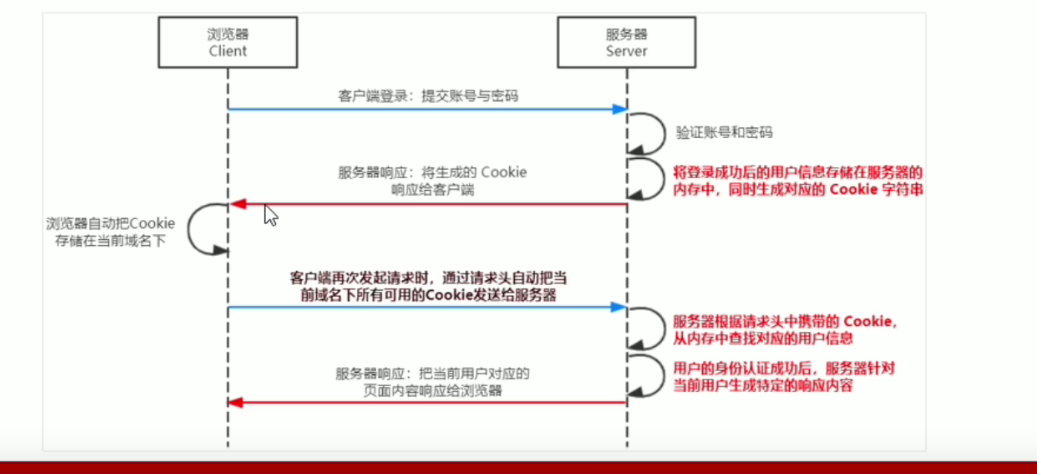 浏览器
Client
服务器
Server
客户端登录：提交账号与密码
验证账号和密码
服务器响应：将生成的 Cookie
响应给客户端
将登录成功后的用户信息存储在服务器的
内存中，同时生成对应的 Cookie 字符串
浏览器自动把Cookie
存储在当前域名下
客户端再次发起请求时，通过请求头自动把当
前域名下所有可用的Cookie发送给服务器
服务器根据请求头中携带的 Cookie，
从内存中查找对应的用户信息
用户的身份认证成功后，服务器针对
当前用户生成特定的响应内容
服务器响应：把当前用户对应的
页面内容响应给浏览器